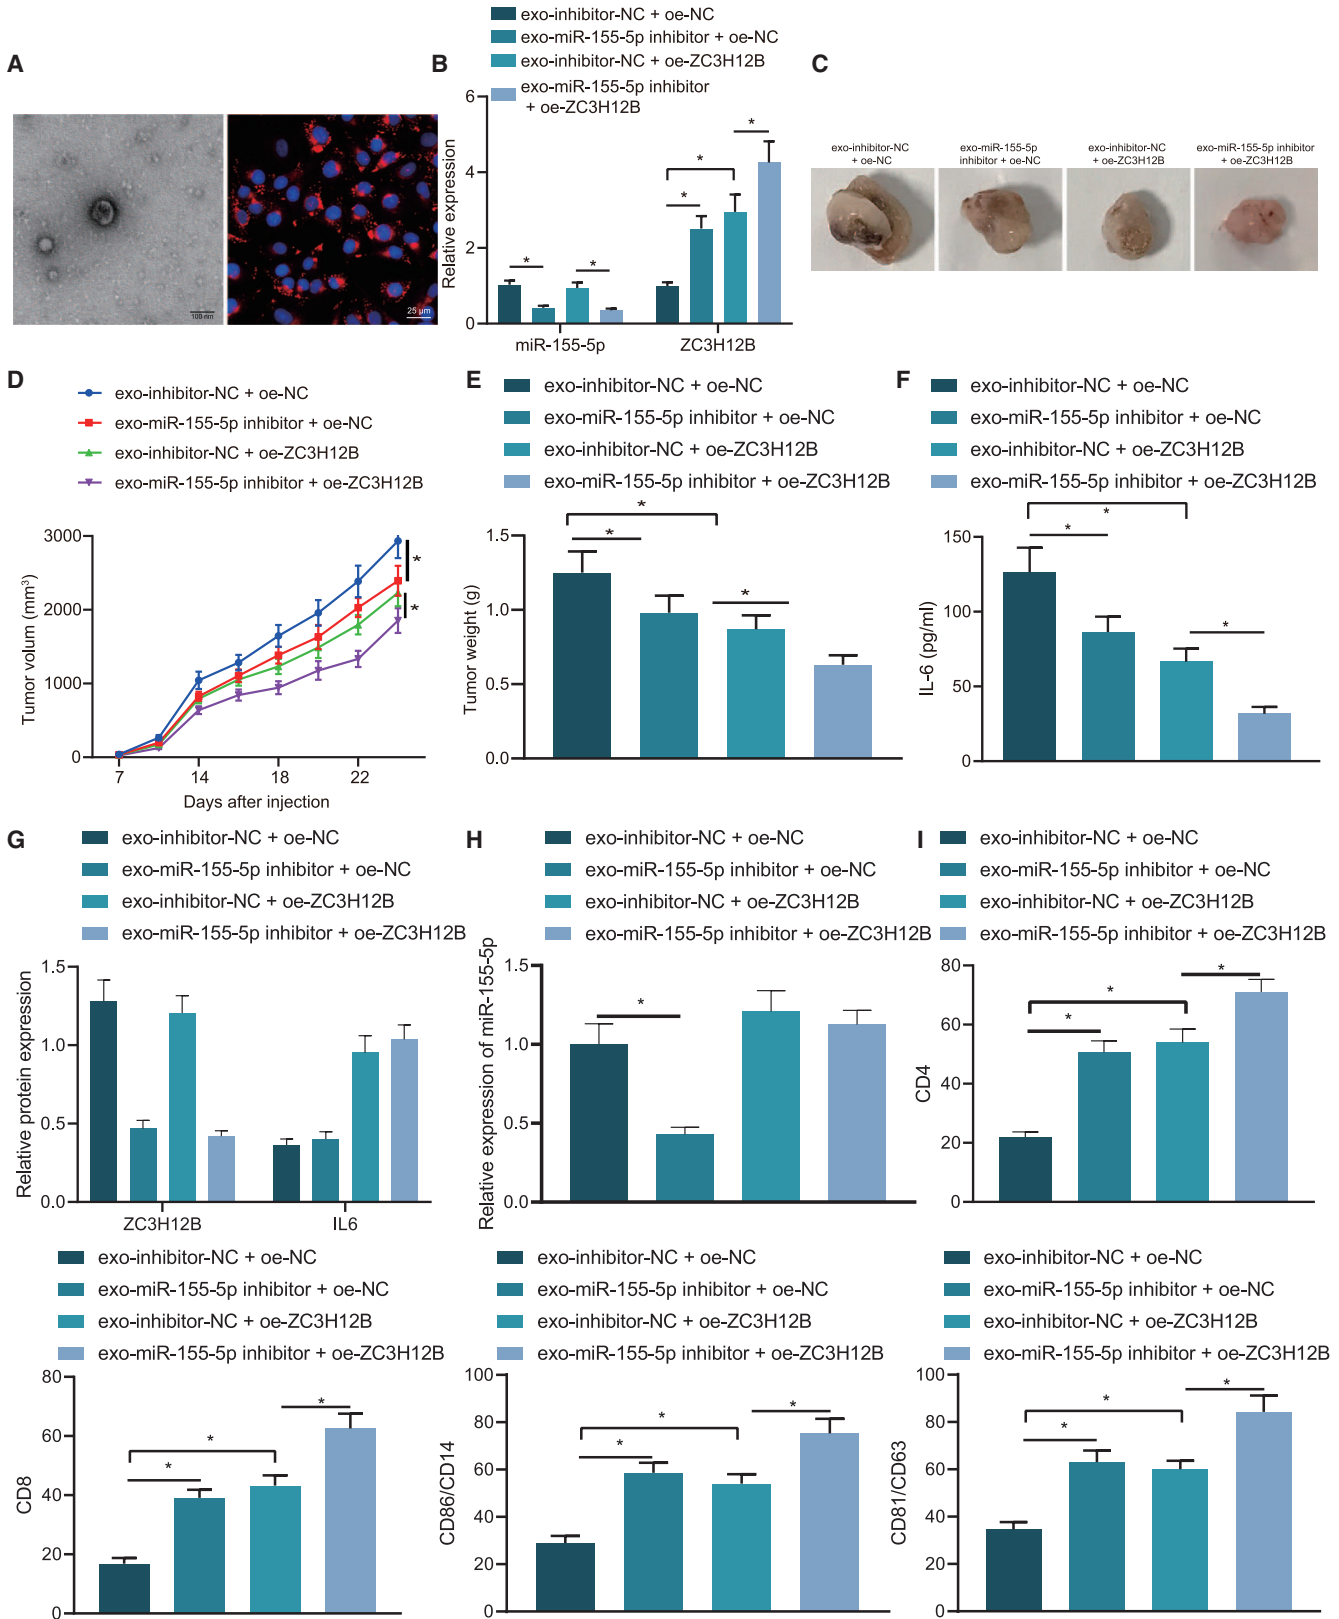 A
100 nm
25 µm
B
exo-inhibitor-NC + oe-NC
exo-miR-155-5p inhibitor + oe-NC
exo-inhibitor-NC + oe-ZC3H12B
exo-miR-155-5p inhibitor
+ oe-ZC3H12B
Relative expression
6
4
2
0
*
*
*
*
*
miR-155-5p
ZC3H12B
C
exo-inhibitor-NC
+ oe-NC
exo-miR-155-5p
inhibitor + oe-NC
exo-inhibitor-NC
+ oe-ZC3H12B
exo-miR-155-5p inhibitor
+ oe-ZC3H12B
D
exo-inhibitor-NC + oe-NC
exo-miR-155-5p inhibitor + oe-NC
exo-inhibitor-NC + oe-ZC3H12B
exo-miR-155-5p inhibitor + oe-ZC3H12B
Tumor volum (mm³)
3000
2000
1000
0
*
*
7
14
18
22
Days after injection
E
exo-inhibitor-NC + oe-NC
exo-miR-155-5p inhibitor + oe-NC
exo-inhibitor-NC + oe-ZC3H12B
exo-miR-155-5p inhibitor + oe-ZC3H12B
Tumor weight (g)
1.5
1.0
0.5
0.0
*
*
*
F
exo-inhibitor-NC + oe-NC
exo-miR-155-5p inhibitor + oe-NC
exo-inhibitor-NC + oe-ZC3H12B
exo-miR-155-5p inhibitor + oe-ZC3H12B
IL-6 (pg/ml)
150
100
50
0
*
*
*
G
exo-inhibitor-NC + oe-NC
exo-miR-155-5p inhibitor + oe-NC
exo-inhibitor-NC + oe-ZC3H12B
exo-miR-155-5p inhibitor + oe-ZC3H12B
Relative protein expression
1.5
1.0
0.5
0.0
ZC3H12B
IL6
H
exo-inhibitor-NC + oe-NC
exo-miR-155-5p inhibitor + oe-NC
exo-inhibitor-NC + oe-ZC3H12B
exo-miR-155-5p inhibitor + oe-ZC3H12B
Relative expression of miR-155-5p
1.5
1.0
0.5
0.0
*
I
exo-inhibitor-NC + oe-NC
exo-miR-155-5p inhibitor + oe-NC
exo-inhibitor-NC + oe-ZC3H12B
exo-miR-155-5p inhibitor + oe-ZC3H12B
CD4
80
60
40
20
0
*
*
*
exo-inhibitor-NC + oe-NC
exo-miR-155-5p inhibitor + oe-NC
exo-inhibitor-NC + oe-ZC3H12B
exo-miR-155-5p inhibitor + oe-ZC3H12B
CD8
80
60
40
20
0
*
*
*
exo-inhibitor-NC + oe-NC
exo-miR-155-5p inhibitor + oe-NC
exo-inhibitor-NC + oe-ZC3H12B
exo-miR-155-5p inhibitor + oe-ZC3H12B
CD86/CD14
100
80
60
40
20
0
*
*
*
exo-inhibitor-NC + oe-NC
exo-miR-155-5p inhibitor + oe-NC
exo-inhibitor-NC + oe-ZC3H12B
exo-miR-155-5p inhibitor + oe-ZC3H12B
CD81/CD63
100
80
60
40
20
0
*
*
*